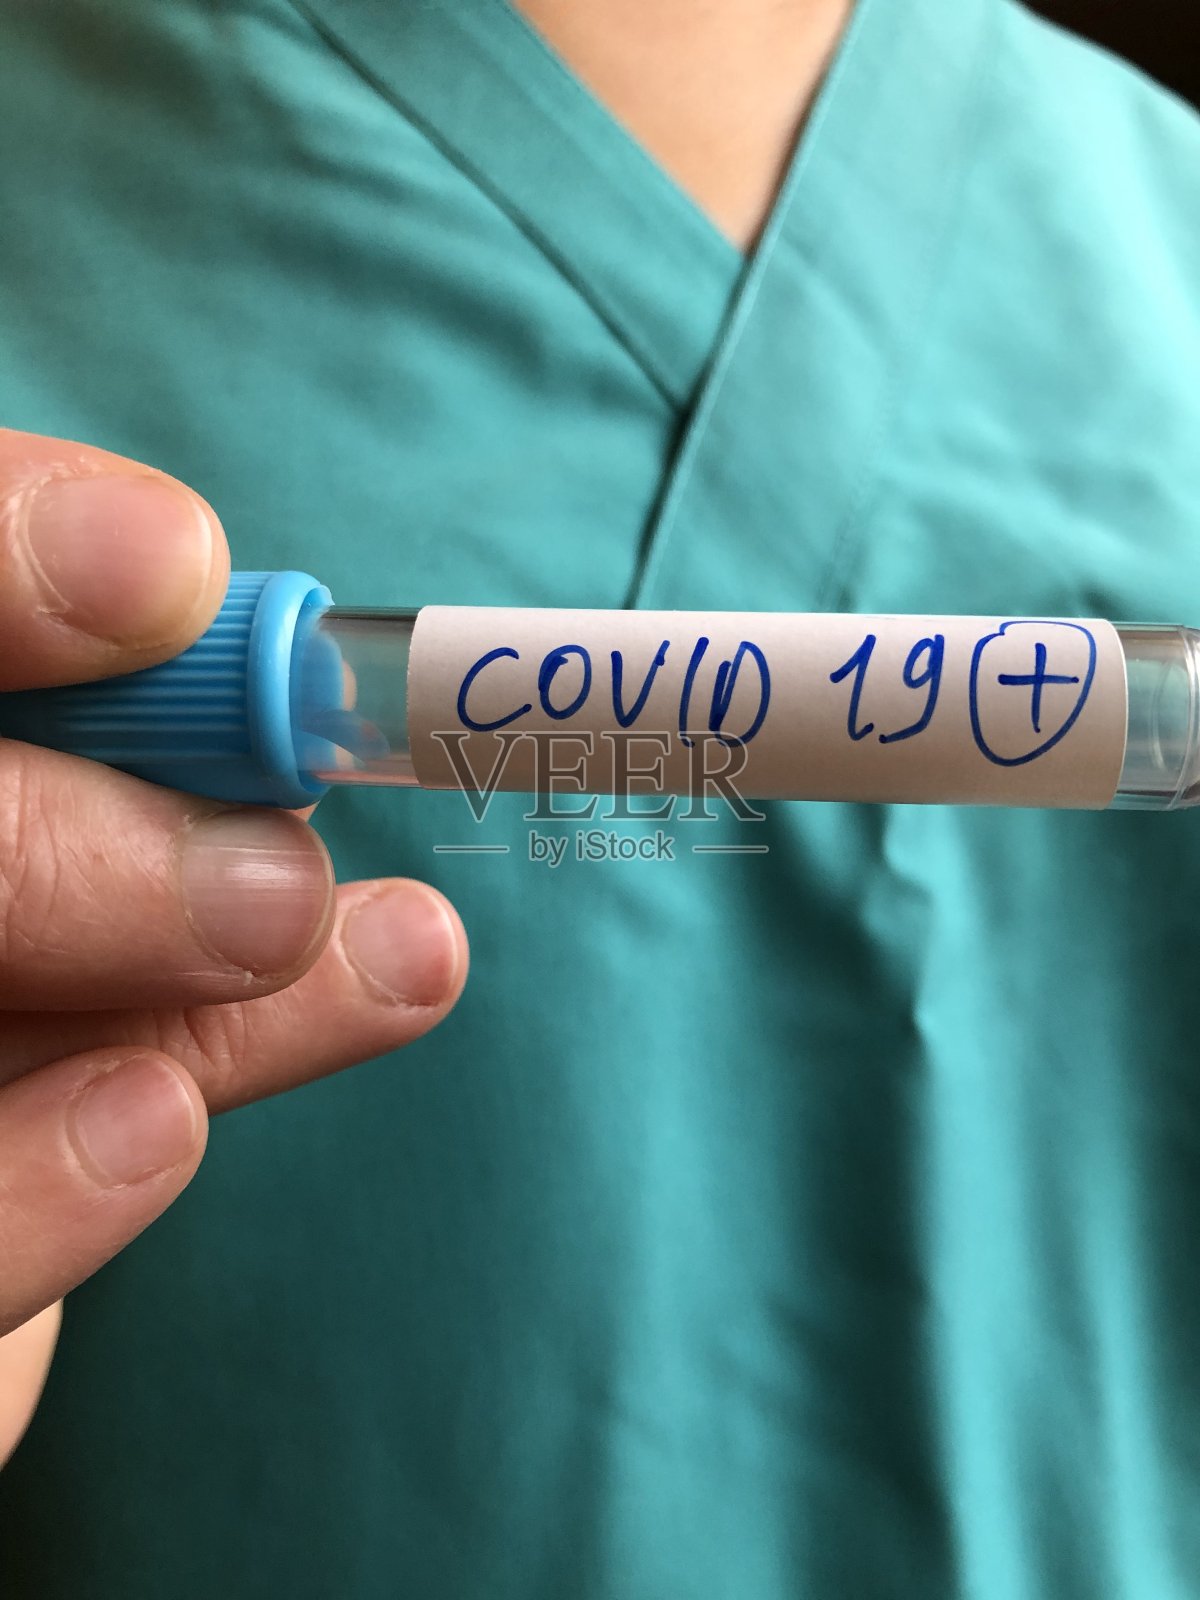 COVID 19 +
VEER
by iStock